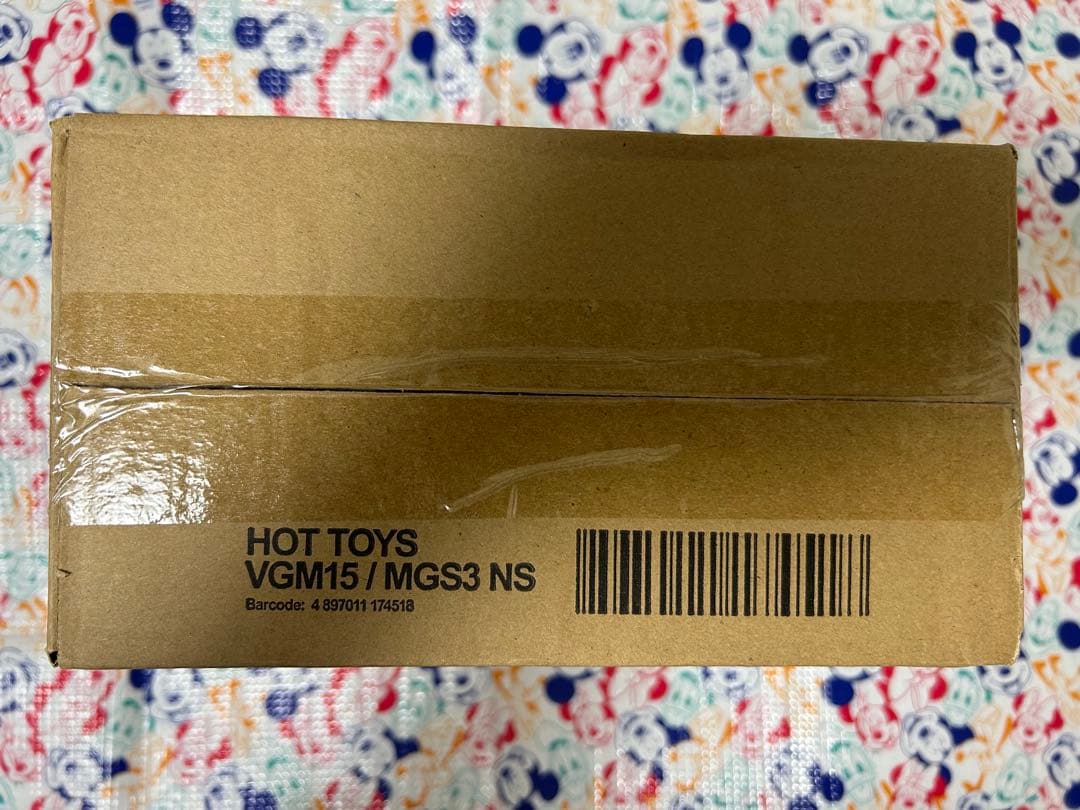 HOT TOYS
VGM15 / MGS3 NS
Barcode: 4 897011 174518